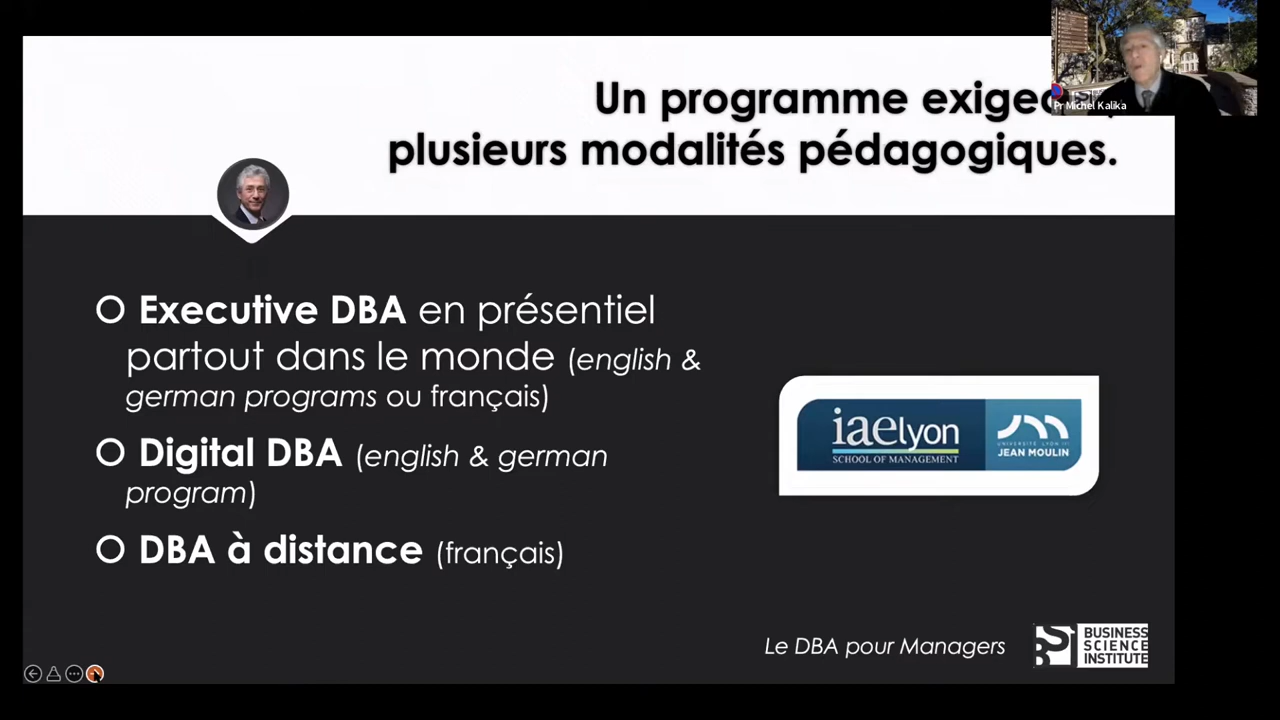 Un programme
plusieurs modalités pédagogiques.
Pr Michel Kalika
Executive DBA en présentiel
partout dans le monde (english &
german programs ou français)
Digital DBA (english & german
program)
DBA à distance (français)
iaelyon
SCHOOL OF MANAGEMENT
UNIVERSITÉ LYON III
JEAN MOULIN
Le DBA pour Managers
BUSINESS
SCIENCE
INSTITUTE